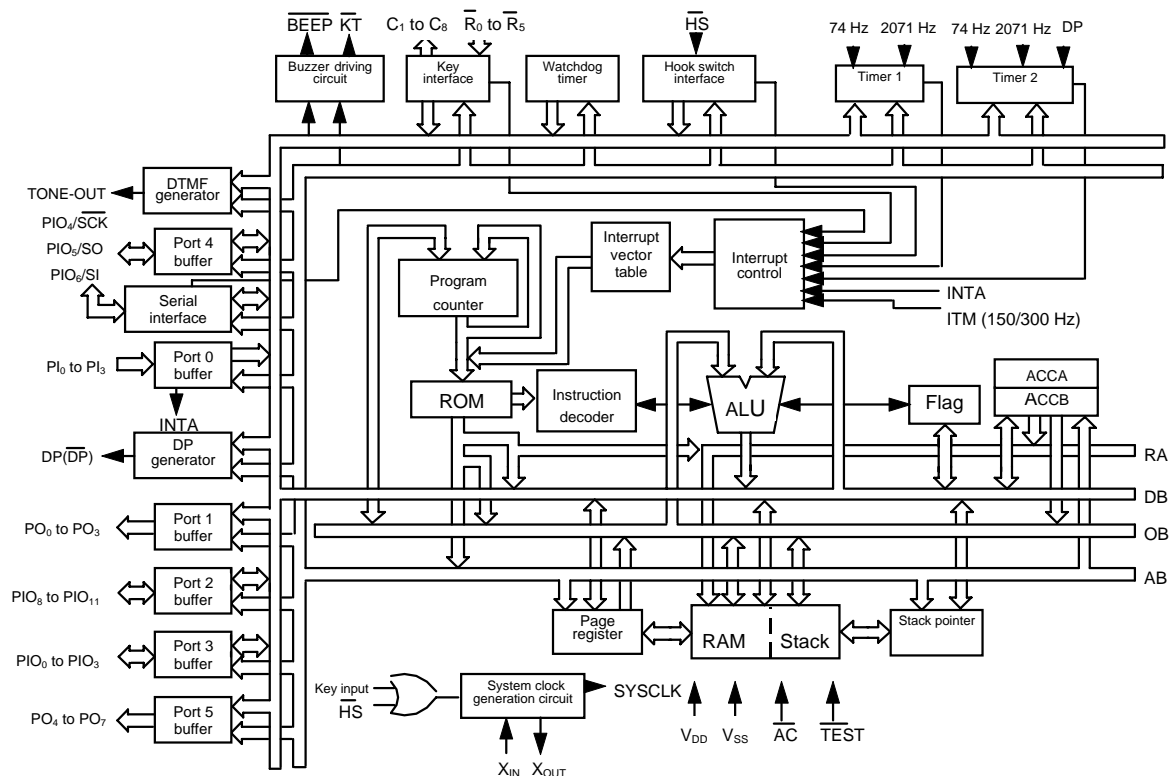 BEEP KT C1 to C8 R0 to R5 HS 74 Hz 2071 Hz 74 Hz 2071 Hz DP
Buzzer driving
circuit
Key
interface
Watchdog
timer
Hook switch
interface
Timer 1
Timer 2
TONE-OUT
DTMF
generator
PIO4/SCK
PIO5/SO
Port 4
buffer
PIO6/SI
Serial
interface
PI0 to PI3
Port 0
buffer
INTA
DP(DP)
DP
generator
PO0 to PO3
Port 1
buffer
PIO8 to PIO11
Port 2
buffer
PIO0 to PIO3
Port 3
buffer
PO4 to PO7
Port 5
buffer
Program
counter
Interrupt
vector
table
Interrupt
control
INTA
ITM (150/300 Hz)
ROM
Instruction
decoder
ALU
Flag
ACCA
ACCB
RA
DB
OB
AB
Page
register
RAM
Stack
Stack pointer
Key input
HS
System clock
generation circuit
SYSCLK
VDD VSS AC TEST
XIN XOUT